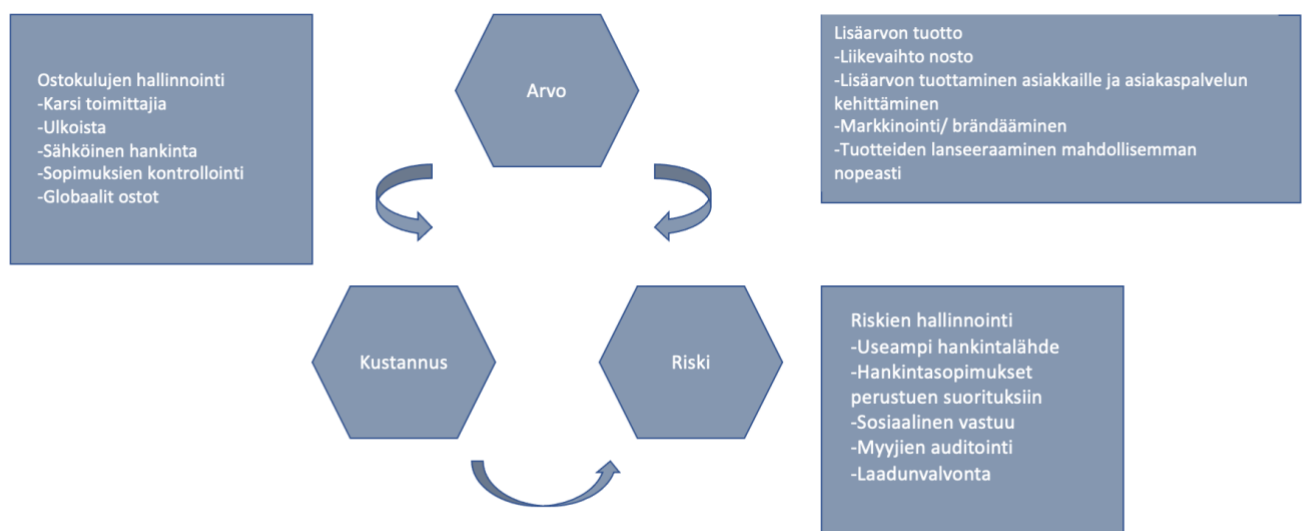 Ostokulujen hallinnointi
-Karsi toimittajia
-Ulkoista
-Sähköinen hankinta
-Sopimuksien kontrollointi
-Globaalit ostot
Arvo
Lisäarvon tuotto
-Liikevaihto nosto
-Lisäarvon tuottaminen asiakkaille ja asiakaspalvelun
kehittäminen
-Markkinointi/ brändääminen
-Tuotteiden lanseeraaminen mahdollisemman
nopeasti
Kustannus
Riski
Riskien hallinnointi
-Useampi hankintalähde
-Hankintasopimukset
perustuen suorituksiin
-Sosiaalinen vastuu
-Myyjien auditointi
-Laadunvalvonta